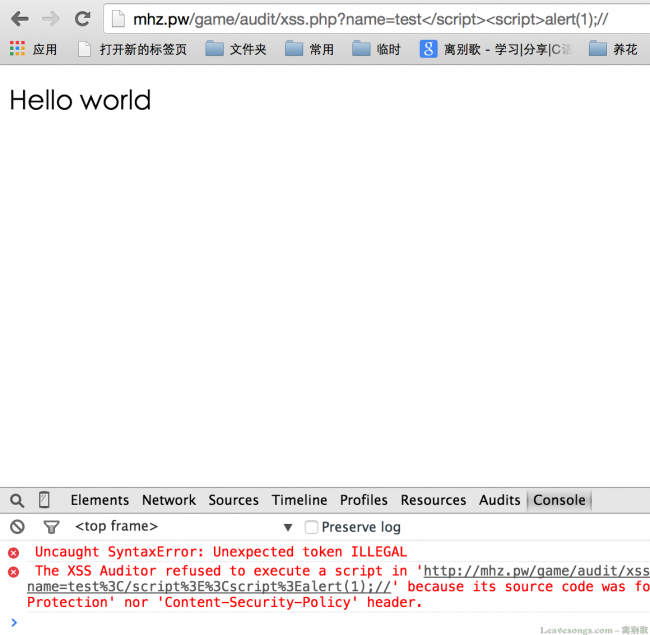 mhz.pw/game/audit/xss.php?name=test</script><script>alert(1);//
应用 打开新的标签页 文件夹 常用 临时 离别歌 - 学习|分享|C语 养花
Hello world
Elements Network Sources Timeline Profiles Resources Audits Console
<top frame> Preserve log
Uncaught SyntaxError: Unexpected token ILLEGAL
The XSS Auditor refused to execute a script in 'http://mhz.pw/game/audit/xss
name=test%3C/script%3E%3Cscript%3Ealert(1);//' because its source code was fo
Protection' nor 'Content-Security-Policy' header.
Leavesongs.com - 离别歌